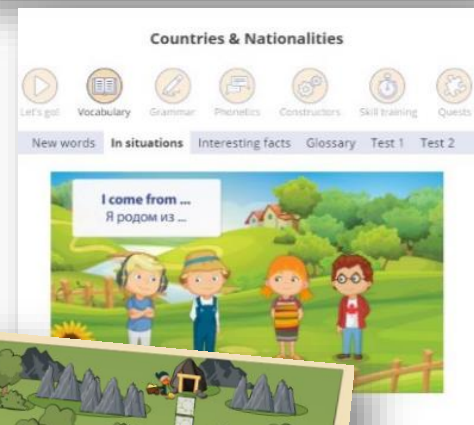 Countries & Nationalities
Let's go! Vocabulary Grammar Phonetics Constructors Skill training Quests
New words In situations Interesting facts Glossary Test 1 Test 2
I come from ...
Я родом из ...